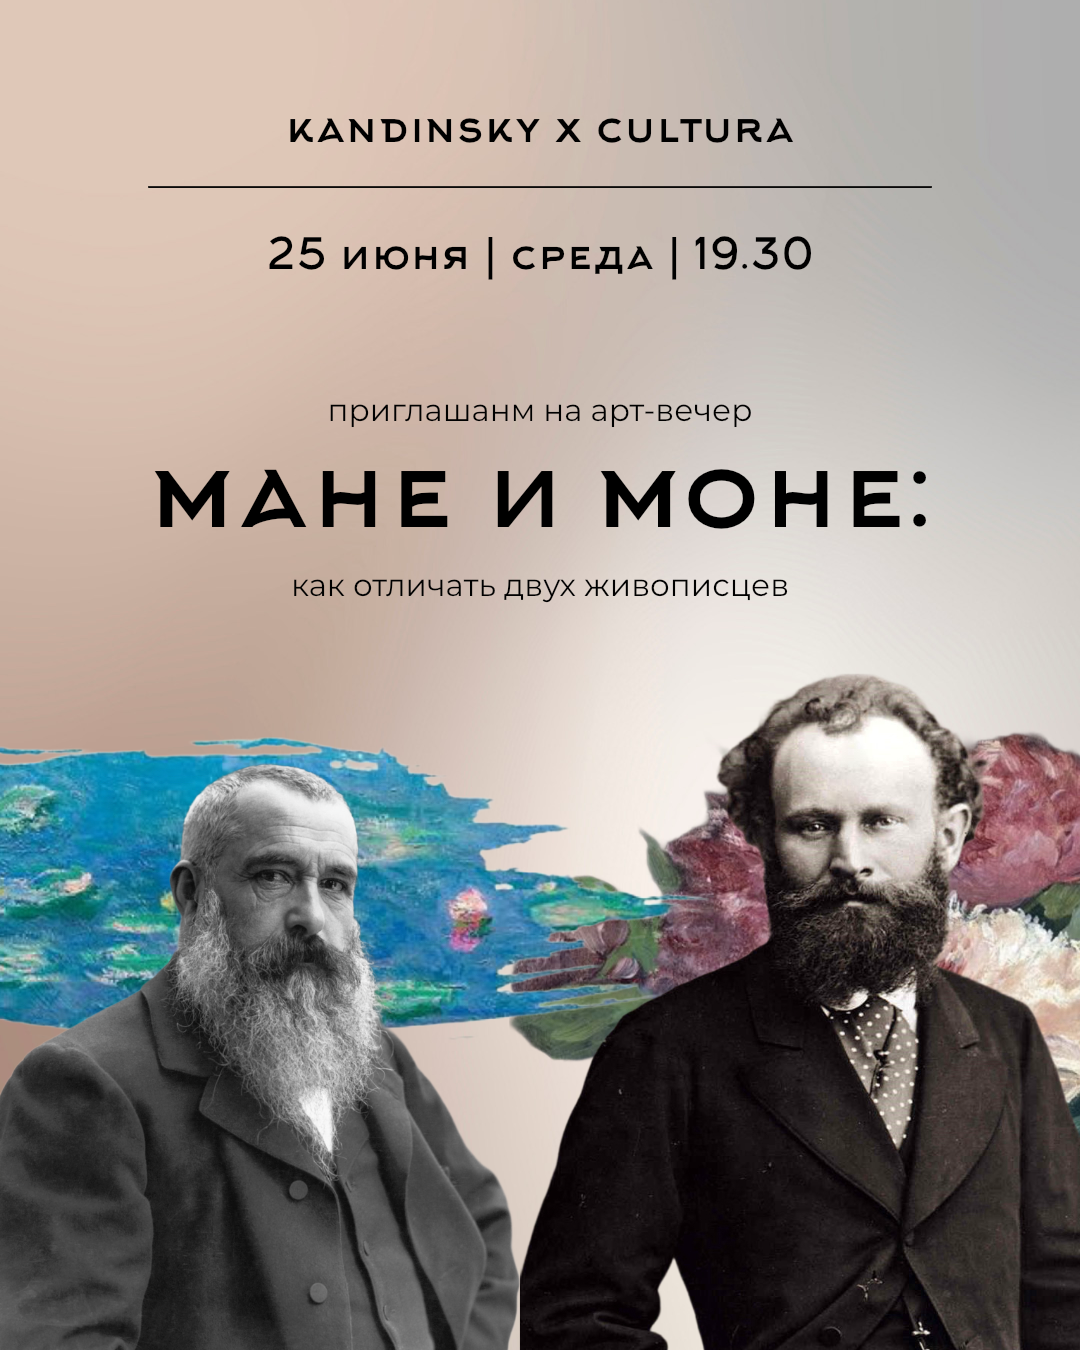 KANDINSKY X CULTURA
25 ИЮНЯ | СРЕДА | 19.30
приглашанм на арт-вечер
МАНЕ И МОНЕ:
как отличать двух живописцев